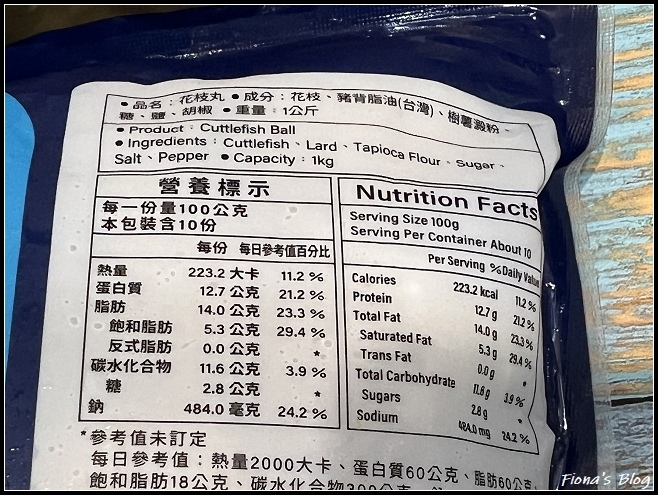 ●品名：花枝丸●成分：花枝、豬背脂油(台灣)、樹薯澱粉、
糖、鹽、胡椒 ●重量：1公斤
●Product：Cuttlefish Ball
●Ingredients：Cuttlefish、Lard、Tapioca Flour、Sugar、
Salt、Pepper ●Capacity：1kg
營養標示
每一份量100公克
本包裝含10份
每份 每日參考值百分比
熱量 223.2 大卡 11.2 %
蛋白質 12.7 公克 21.2 %
脂肪 14.0 公克 23.3 %
飽和脂肪 5.3 公克 29.4 %
反式脂肪 0.0 公克 *
碳水化合物 11.6 公克 3.9 %
糖 2.8 公克 *
鈉 484.0 毫克 24.2 %
Nutrition Facts
Serving Size 100g
Serving Per Container About 10
Per Serving %Daily Value
Calories 223.2 kcal 11.2 %
Protein 12.7 g 21.2 %
Total Fat 14.0 g 23.3 %
Saturated Fat 5.3 g 29.4 %
Trans Fat 0.0 g *
Total Carbohydrate 11.6 g 3.9 %
Sugars 2.8 g *
Sodium 484.0 mg 24.2 %
*參考值未訂定
每日參考值：熱量2000大卡、蛋白質60公克、脂肪60公克、
飽和脂肪18公克、碳水化合物300公克、
Fiona's Blog